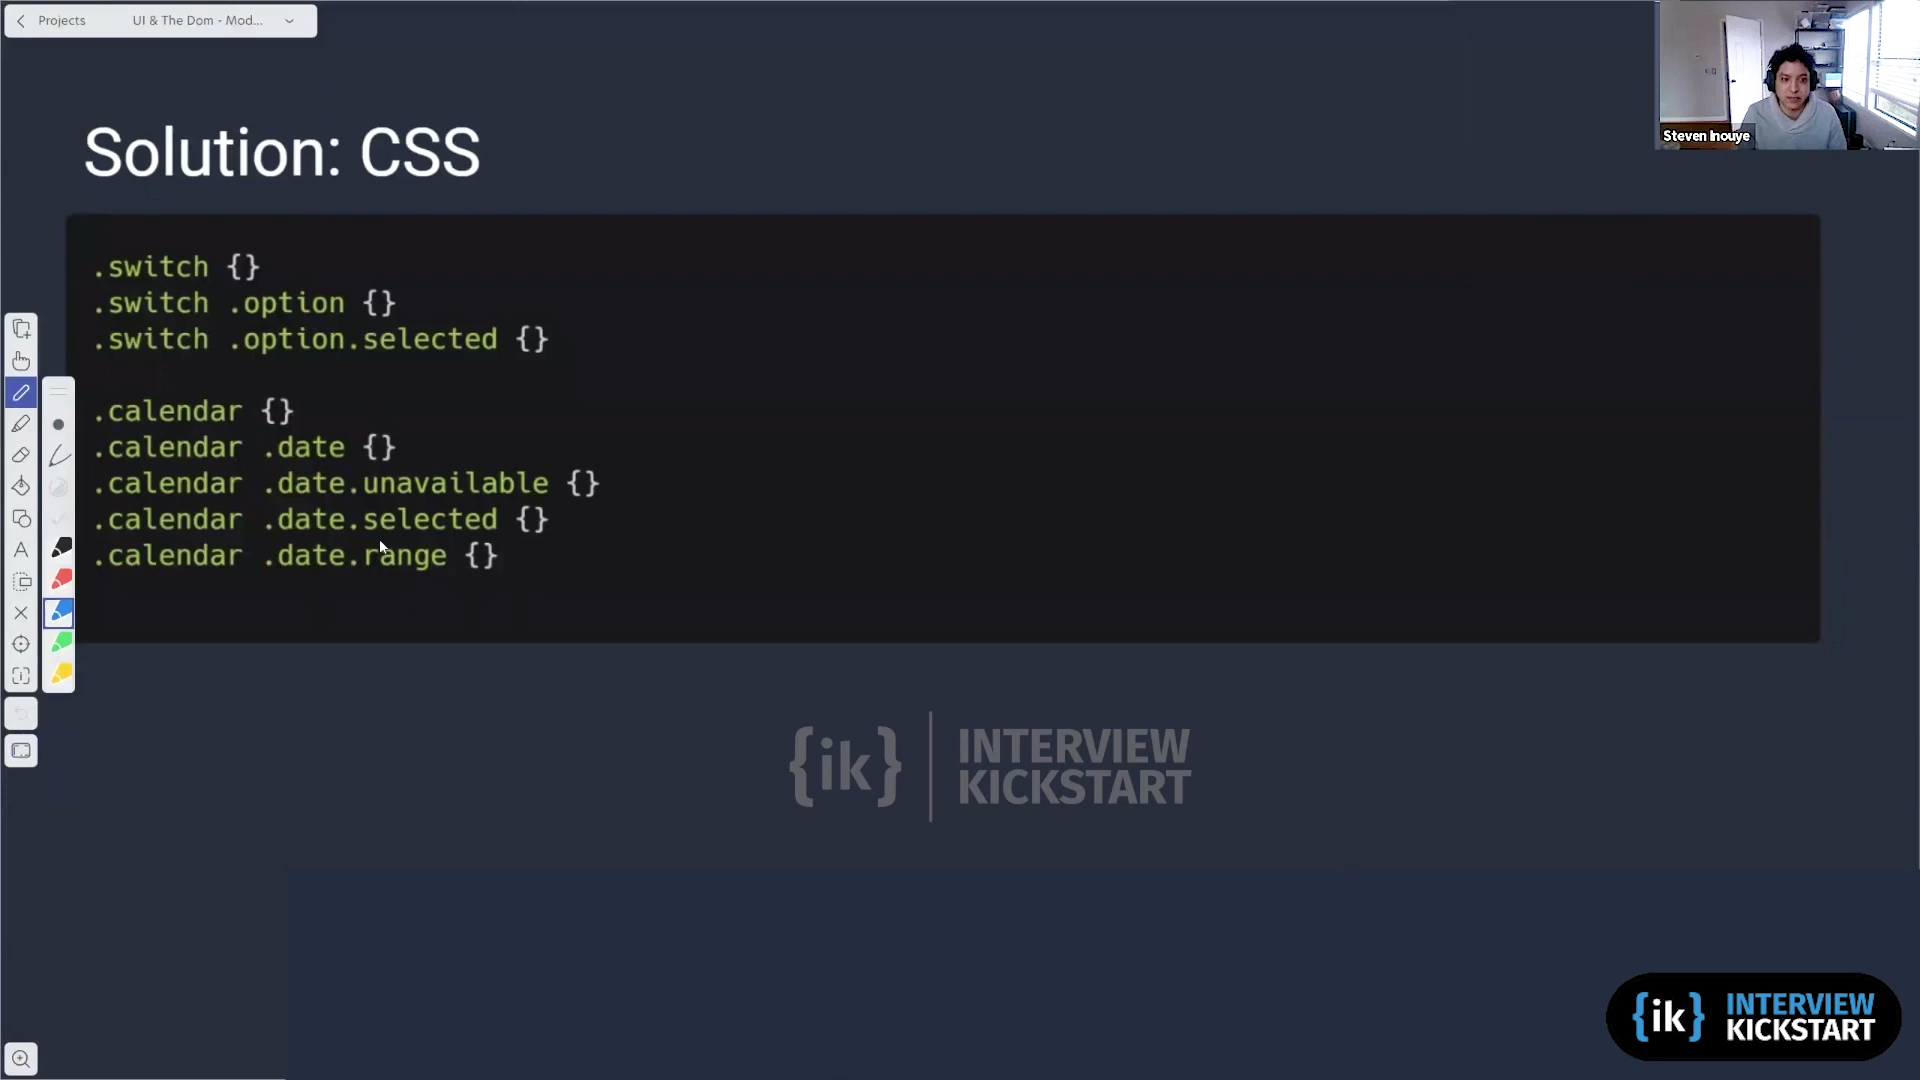 Projects
UI & The Dom - Mod...
Steven Inouye
Solution: CSS
.switch {}
.switch .option {}
.switch .option.selected {}
.calendar {}
.calendar .date {}
.calendar .date.unavailable {}
.calendar .date.selected {}
.calendar .date.range {}
A
{ik} INTERVIEW
KICKSTART
{ik} INTERVIEW
KICKSTART